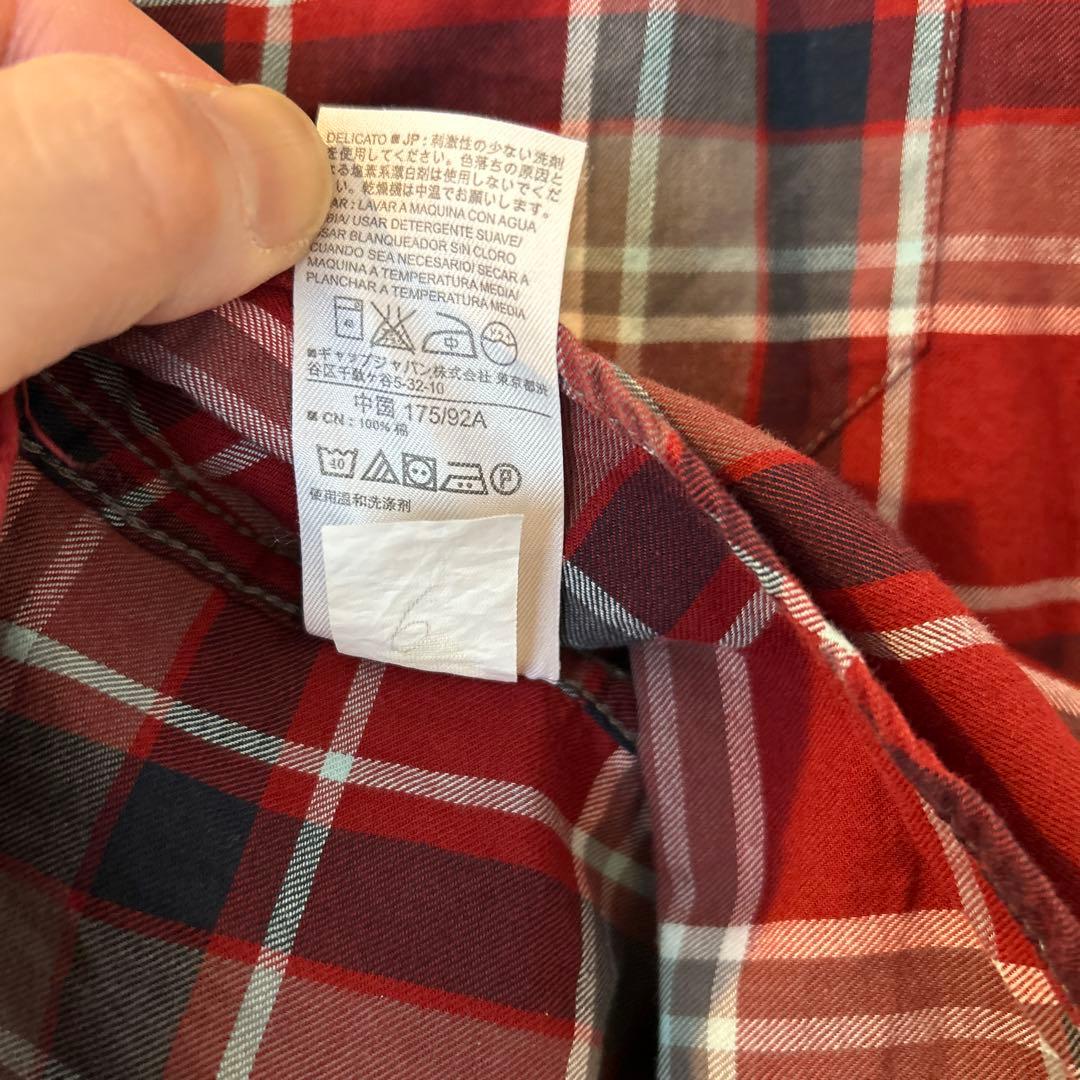 DELICATO ■ JP : 刺激性の少ない洗剤
を使用してください。色落ちの原因と
よる塩素系漂白剤は使用しないでくだ
い。乾燥機は中温でお願いします。
AR : LAVAR A MAQUINA CON AGUA
BIA/ USAR DETERGENTE SUAVE/
USAR BLANQUEADOR SIN CLORO
CUANDO SEA NECESARIO/ SECAR A
MAQUINA A TEMPERATURA MEDIA/
PLANCHAR A TEMPERATURA MEDIA
40 中
■ ギャップジャパン株式会社 東京都渋
谷区千駄ヶ谷5-32-10
中国 175/92A
■ CN : 100% 棉
40 P
使用温和洗涤剂